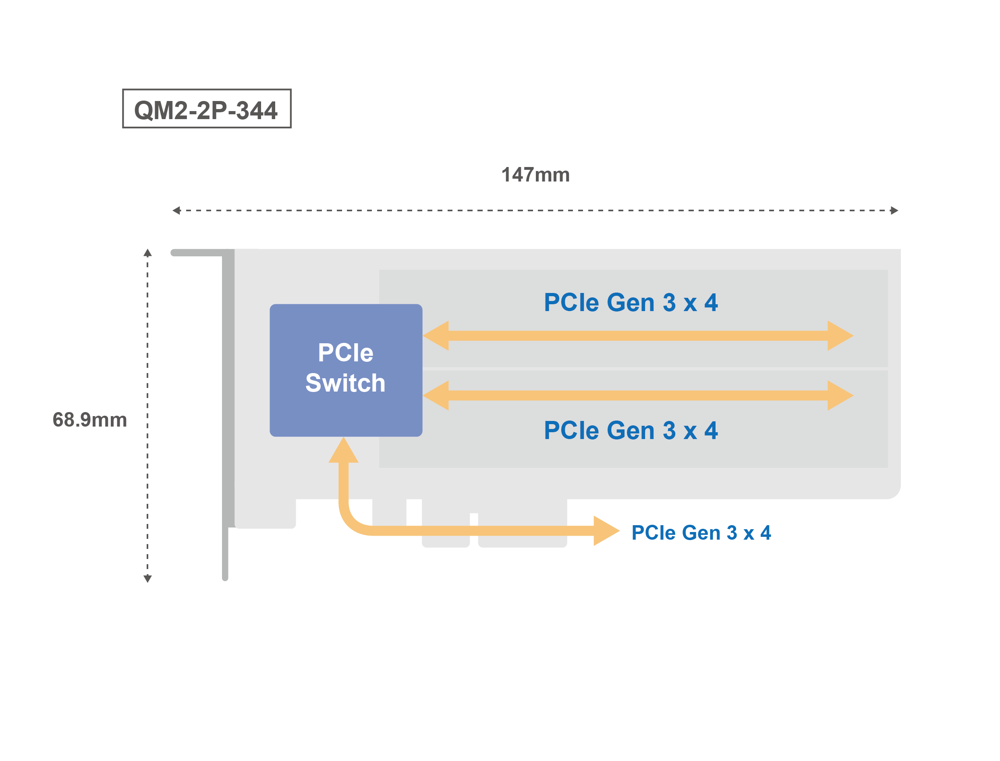 QM2-2P-344
147mm
PCIe Gen 3 x 4
PCIe
Switch
68.9mm
PCIe Gen 3 x 4
PCIe Gen 3 x 4